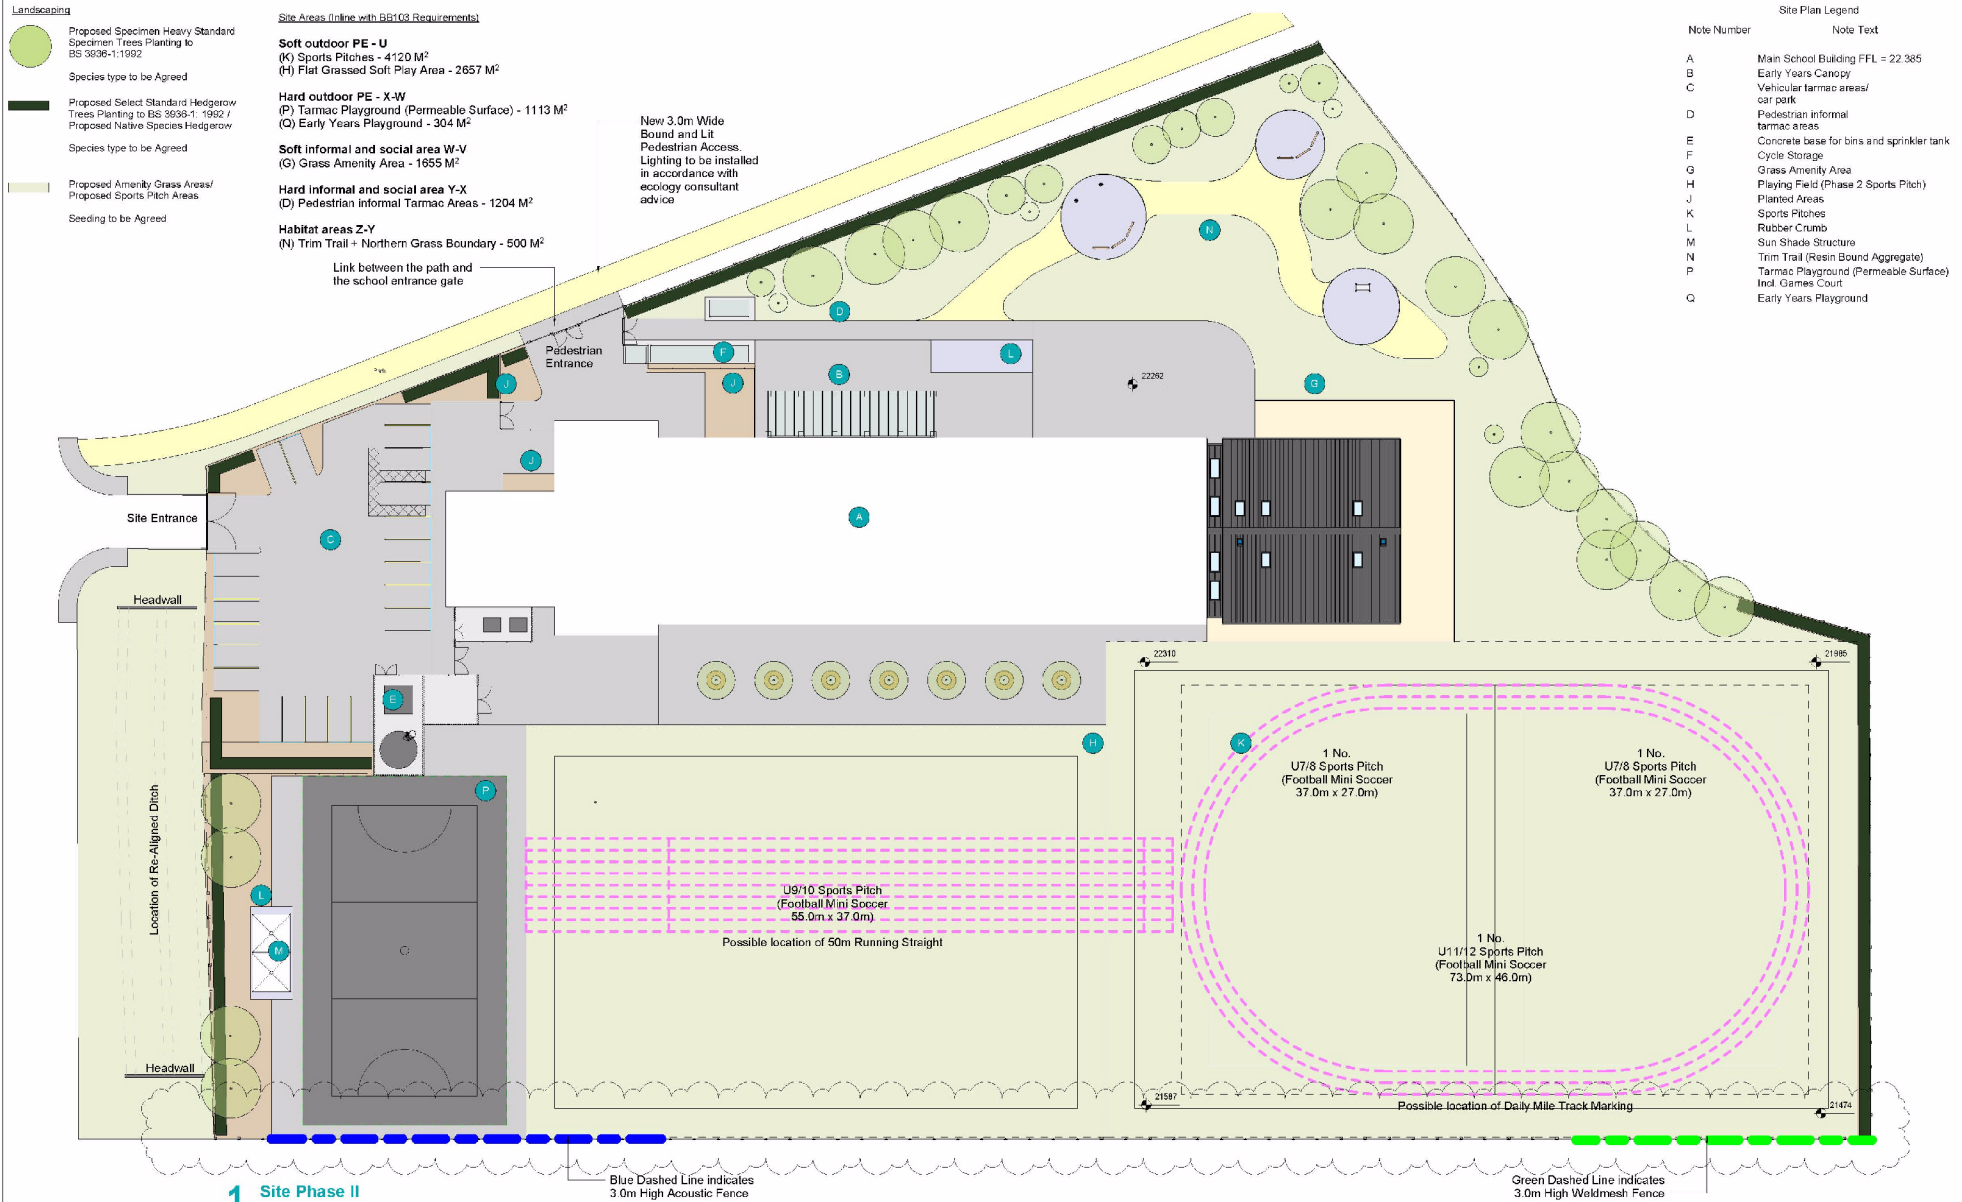 Landscaping
Proposed Specimen Heavy Standard
Specimen Trees Planting to
BS 3936-1:1992
Species type to be Agreed
Proposed Select Standard Hedgerow
Trees Planting to BS 3936-1: 1992 /
Proposed Native Species Hedgerow
Species type to be Agreed
Proposed Amenity Grass Areas/
Proposed Sports Pitch Areas
Seeding to be Agreed
Site Areas (Inline with BB103 Requirements)
Soft outdoor PE - U
(K) Sports Pitches - 4120 M²
(H) Flat Grassed Soft Play Area - 2657 M²
Hard outdoor PE - X-W
(P) Tarmac Playground (Permeable Surface) - 1113 M²
(Q) Early Years Playground - 304 M²
Soft informal and social area W-V
(G) Grass Amenity Area - 1655 M²
Hard informal and social area Y-X
(D) Pedestrian informal Tarmac Areas - 1204 M²
Habitat areas Z-Y
(N) Trim Trail + Northern Grass Boundary - 500 M²
Link between the path and
the school entrance gate
New 3.0m Wide
Bound and Lit
Pedestrian Access.
Lighting to be installed
in accordance with
ecology consultant
advice
Site Plan Legend
Note Number Note Text
A Main School Building FFL = 22.385
B Early Years Canopy
C Vehicular tarmac areas/
car park
D Pedestrian informal
tarmac areas
E Concrete base for bins and sprinkler tank
F Cycle Storage
G Grass Amenity Area
H Playing Field (Phase 2 Sports Pitch)
J Planted Areas
K Sports Pitches
L Rubber Crumb
M Sun Shade Structure
N Trim Trail (Resin Bound Aggregate)
P Tarmac Playground (Permeable Surface)
Incl. Games Court
Q Early Years Playground
N
D
Pedestrian
Entrance
F
L
B
J
J
22262
G
Path
J
A
Site Entrance
C
Headwall
E
22310
21985
H
K
P
1 No.
U7/8 Sports Pitch
(Football Mini Soccer
37.0m x 27.0m)
1 No.
U7/8 Sports Pitch
(Football Mini Soccer
37.0m x 27.0m)
Location of Re-Aligned Ditch
L
M
U9/10 Sports Pitch
(Football Mini Soccer
55.0m x 37.0m)
Possible location of 50m Running Straight
1 No.
U11/12 Sports Pitch
(Football Mini Soccer
73.0m x 46.0m)
Headwall
21597
Possible location of Daily Mile Track Marking
21474
Blue Dashed Line indicates
3.0m High Acoustic Fence
Green Dashed Line indicates
3.0m High Weldmesh Fence
1 Site Phase II